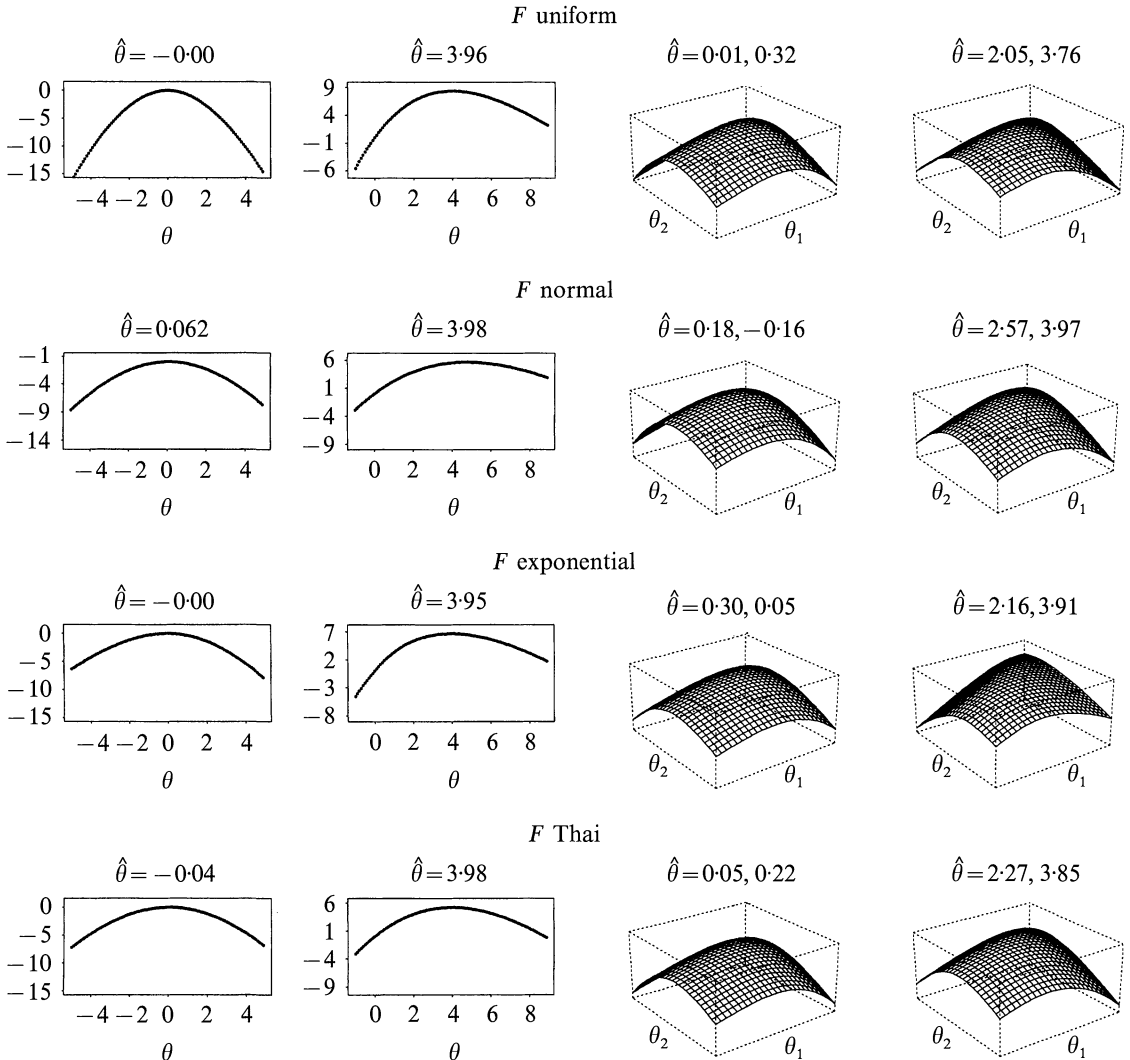 F uniform
θ̂ = −0·00
θ̂ = 3·96
θ̂ = 0·01, 0·32
θ̂ = 2·05, 3·76
0
−5
−10
−15
−4 −2 0 2 4
θ
9
4
−1
−6
0 2 4 6 8
θ
θ₂ θ₁
θ₂ θ₁
F normal
θ̂ = 0·062
θ̂ = 3·98
θ̂ = 0·18, −0·16
θ̂ = 2·57, 3·97
−1
−4
−9
−14
−4 −2 0 2 4
θ
6
1
−4
−9
0 2 4 6 8
θ
θ₂ θ₁
θ₂ θ₁
F exponential
θ̂ = −0·00
θ̂ = 3·95
θ̂ = 0·30, 0·05
θ̂ = 2·16, 3·91
0
−5
−10
−15
−4 −2 0 2 4
θ
7
2
−3
−8
0 2 4 6 8
θ
θ₂ θ₁
θ₂ θ₁
F Thai
θ̂ = −0·04
θ̂ = 3·98
θ̂ = 0·05, 0·22
θ̂ = 2·27, 3·85
0
−5
−10
−15
−4 −2 0 2 4
θ
6
1
−4
−9
0 2 4 6 8
θ
θ₂ θ₁
θ₂ θ₁